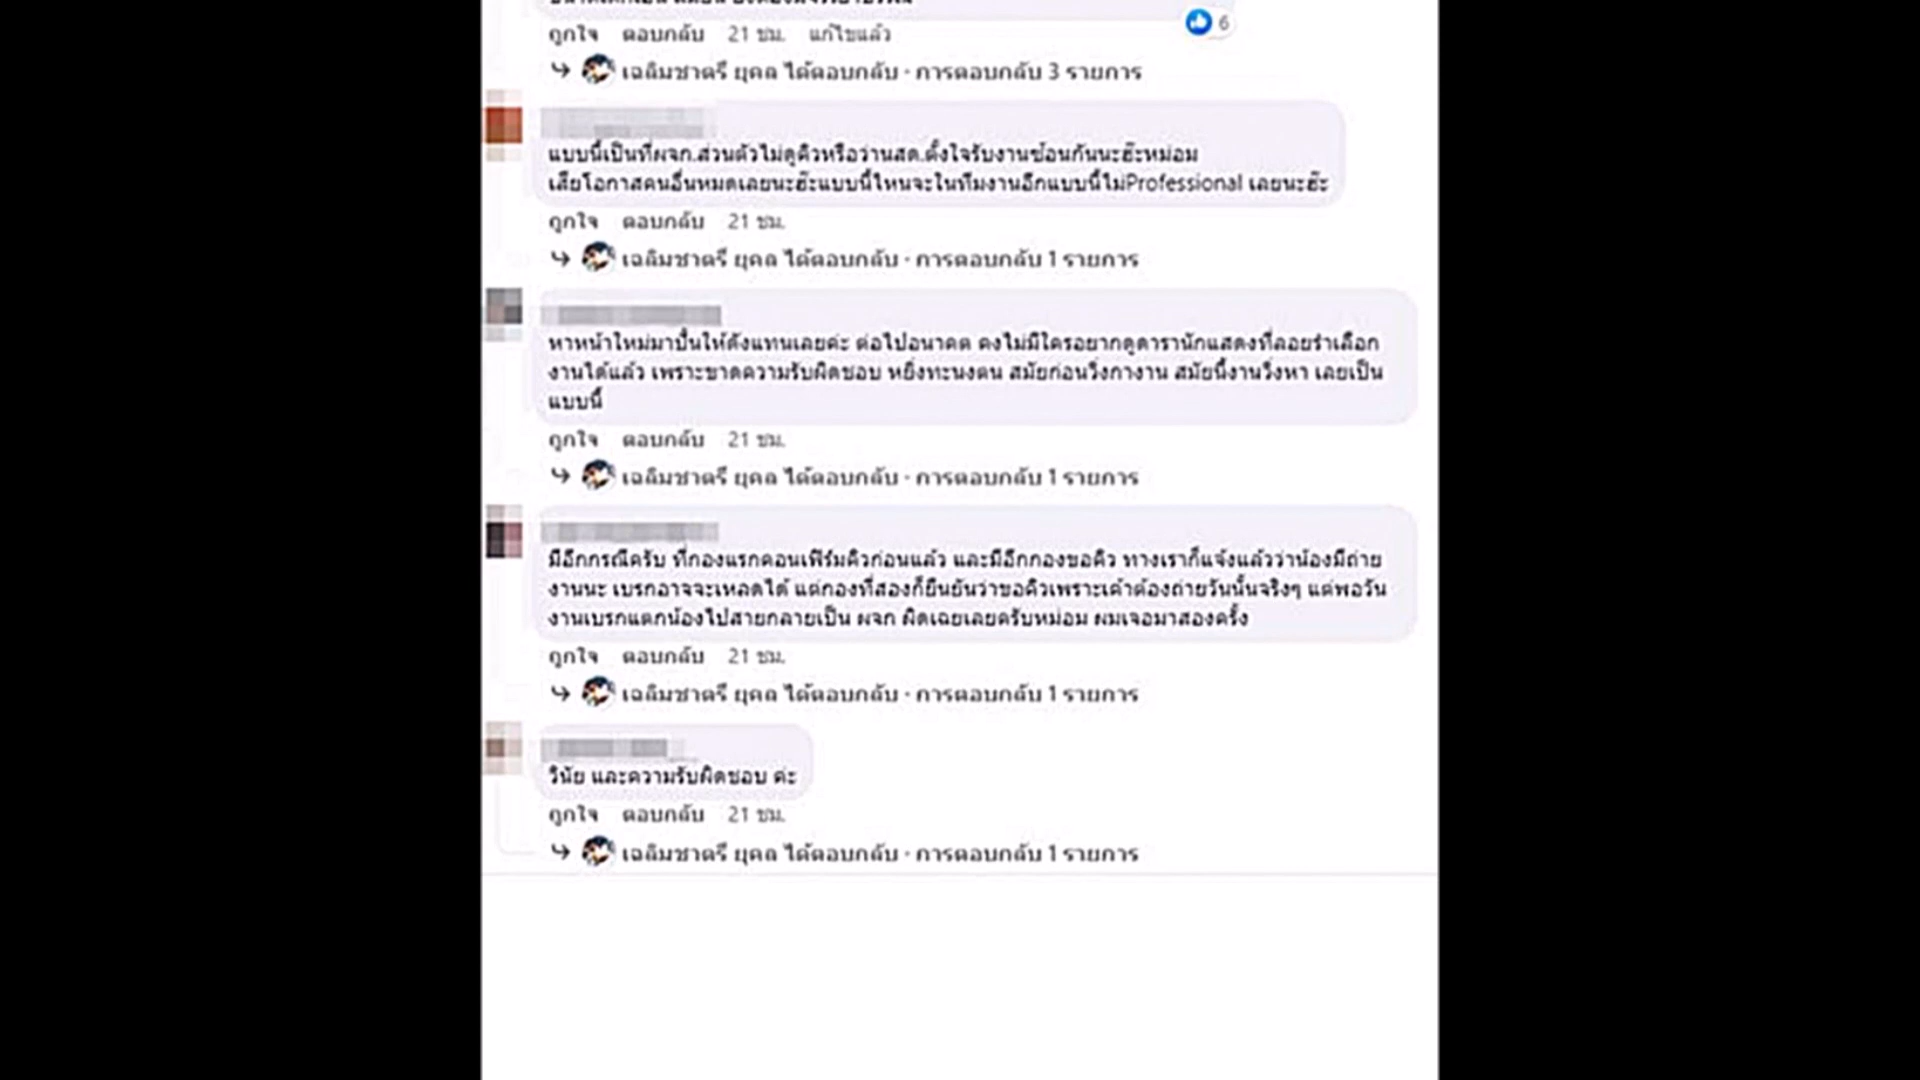 ถูกใจ ตอบกลับ 21 ชม. แก้ไขแล้ว
6
เฉลิมชาตรี ยุคล ได้ตอบกลับ · การตอบกลับ 3 รายการ
แบบนี้เป็นที่ผจก.ส่วนตัวไม่ดูคิวหรือว่านสด.ตั้งใจรับงานซ้อนกันนะฮ๊ะหม่อม
เสียโอกาสคนอื่นหมดเลยนะฮ๊ะแบบนี้ไหนจะในทีมงานอีกแบบนี้ไม่Professional เลยนะฮ๊ะ
ถูกใจ ตอบกลับ 21 ชม.
เฉลิมชาตรี ยุคล ได้ตอบกลับ · การตอบกลับ 1 รายการ
หาหน้าใหม่มาปั้นให้ดังแทนเลยค่ะ ต่อไปอนาคต คงไม่มีใครอยากดูดารานักแสดงที่ลอยรำเลือก
งานได้แล้ว เพราะขาดความรับผิดชอบ หยิ่งทะนงตน สมัยก่อนวิ่งกางาน สมัยนี้งานวิ่งหา เลยเป็น
แบบนี้
ถูกใจ ตอบกลับ 21 ชม.
เฉลิมชาตรี ยุคล ได้ตอบกลับ · การตอบกลับ 1 รายการ
มีอีกกรณีครับ ที่กองแรกคอนเฟิร์มคิวก่อนแล้ว และมีอีกกองขอคิว ทางเราก็แจ้งแล้วว่าน้องมีถ่าย
งานนะ เบรกอาจจะเหลดได้ แต่กองที่สองก็ยืนยันว่าขอคิวเพราะเค้าต้องถ่ายวันนั้นจริงๆ แต่พอวัน
งานเบรกแตกน้องไปสายกลายเป็น ผจก ผิดเฉยเลยครับหม่อม ผมเจอมาสองครั้ง
ถูกใจ ตอบกลับ 21 ชม.
เฉลิมชาตรี ยุคล ได้ตอบกลับ · การตอบกลับ 1 รายการ
วินัย และความรับผิดชอบ ค่ะ
ถูกใจ ตอบกลับ 21 ชม.
เฉลิมชาตรี ยุคล ได้ตอบกลับ · การตอบกลับ 1 รายการ